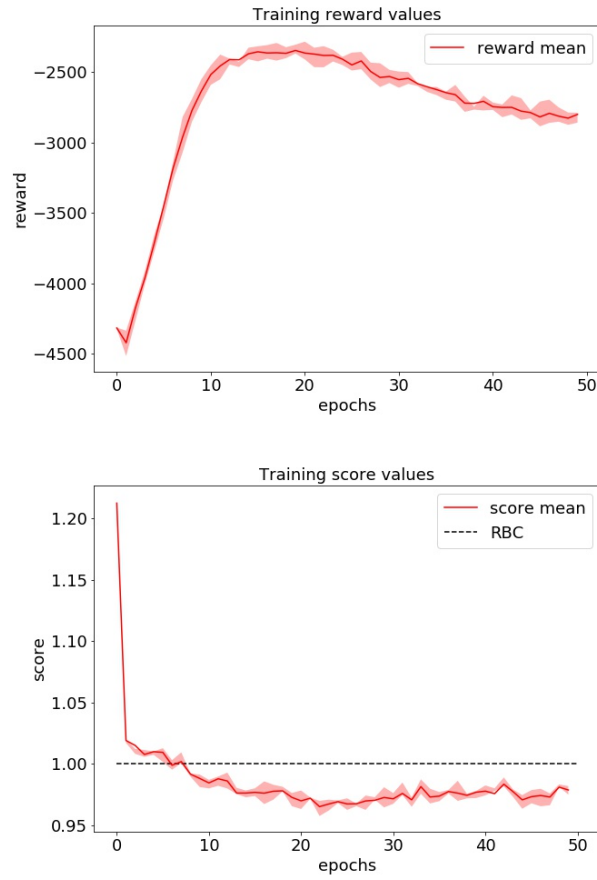 Training reward values
reward mean
−2500
−3000
−3500
−4000
−4500
reward
0 10 20 30 40 50
epochs
Training score values
score mean
RBC
1.20
1.15
1.10
1.05
1.00
0.95
score
0 10 20 30 40 50
epochs